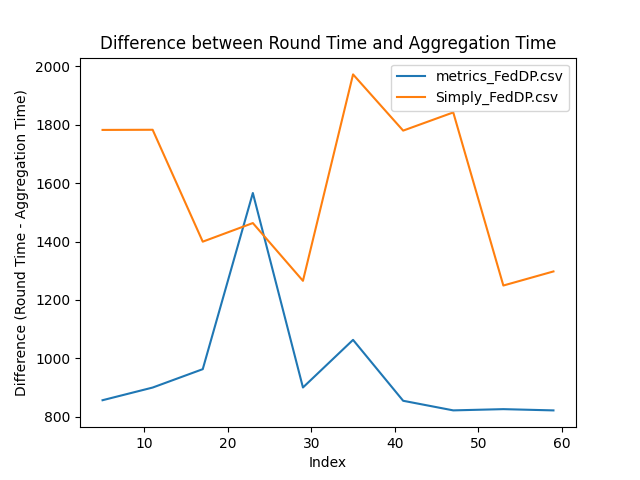 Difference between Round Time and Aggregation Time
metrics_FedDP.csv
Simply_FedDP.csv
Difference (Round Time - Aggregation Time)
2000
1800
1600
1400
1200
1000
800
10 20 30 40 50 60
Index